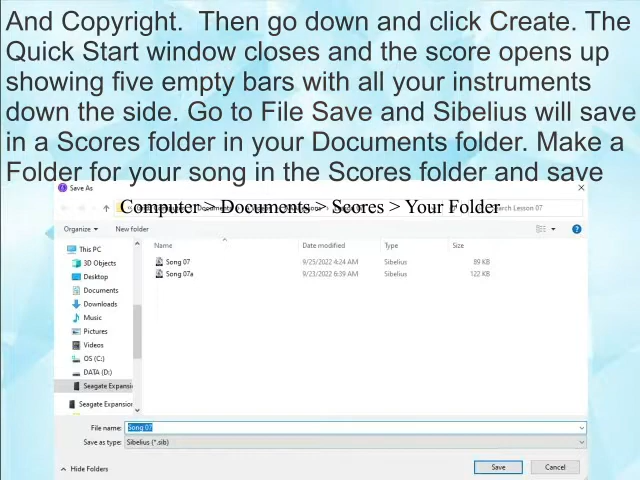 And Copyright.  Then go down and click Create. The
Quick Start window closes and the score opens up
showing five empty bars with all your instruments
down the side. Go to File Save and Sibelius will save
in a Scores folder in your Documents folder. Make a
Folder for your song in the Scores folder and save
Save As
Computer > Documents > Scores > Your Folder
Search Lesson 07
Organize
New folder
Name Date modified Type Size
Song 07 9/25/2022 4:24 AM Sibelius 89 KB
Song 07a 9/21/2022 6:39 AM Sibelius 122 KB
This PC
3D Objects
Desktop
Documents
Downloads
Music
Pictures
Videos
OS (C:)
DATA (D:)
Seagate Expansi
Seagate Expansion
File name: Song 07
Save as type: Sibelius (*.sib)
Hide Folders
Save
Cancel